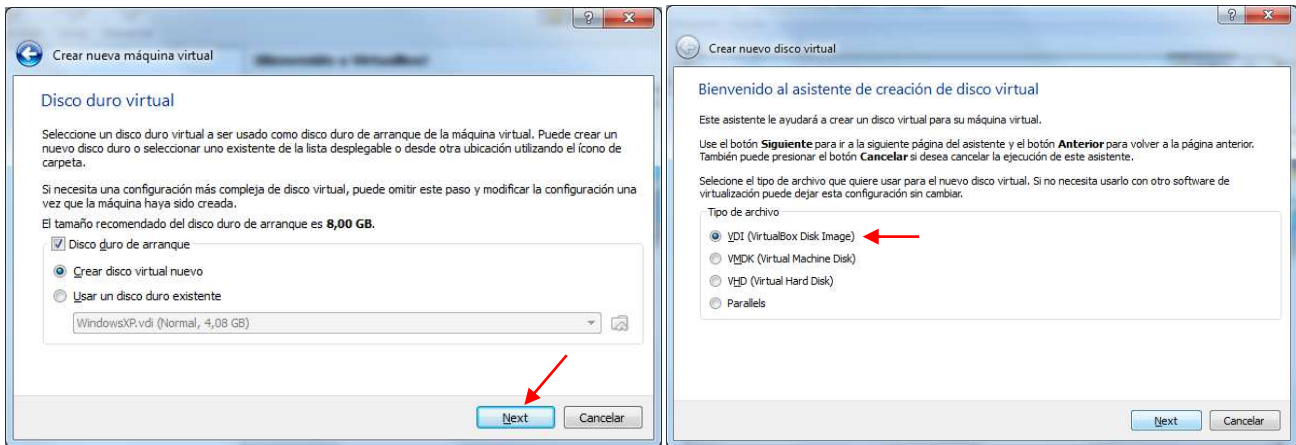 Crear nueva máquina virtual
Disco duro virtual
Seleccione un disco duro virtual a ser usado como disco duro de arranque de la máquina virtual. Puede crear un
nuevo disco duro o seleccionar uno existente de la lista desplegable o desde otra ubicación utilizando el ícono de
carpeta.
Si necesita una configuración más compleja de disco virtual, puede omitir este paso y modificar la configuración una
vez que la máquina haya sido creada.
El tamaño recomendado del disco duro de arranque es 8,00 GB.
Disco duro de arranque
Crear disco virtual nuevo
Usar un disco duro existente
WindowsXP.vdi (Normal, 4,08 GB)
Next Cancelar
Crear nuevo disco virtual
Bienvenido al asistente de creación de disco virtual
Este asistente le ayudará a crear un disco virtual para su máquina virtual.
Use el botón Siguiente para ir a la siguiente página del asistente y el botón Anterior para volver a la página anterior.
También puede presionar el botón Cancelar si desea cancelar la ejecución de este asistente.
Selecione el tipo de archivo que quiere usar para el nuevo disco virtual. Si no necesita usarlo con otro software de
virtualización puede dejar esta configuración sin cambiar.
Tipo de archivo
VDI (VirtualBox Disk Image)
VMDK (Virtual Machine Disk)
VHD (Virtual Hard Disk)
Parallels
Next Cancelar